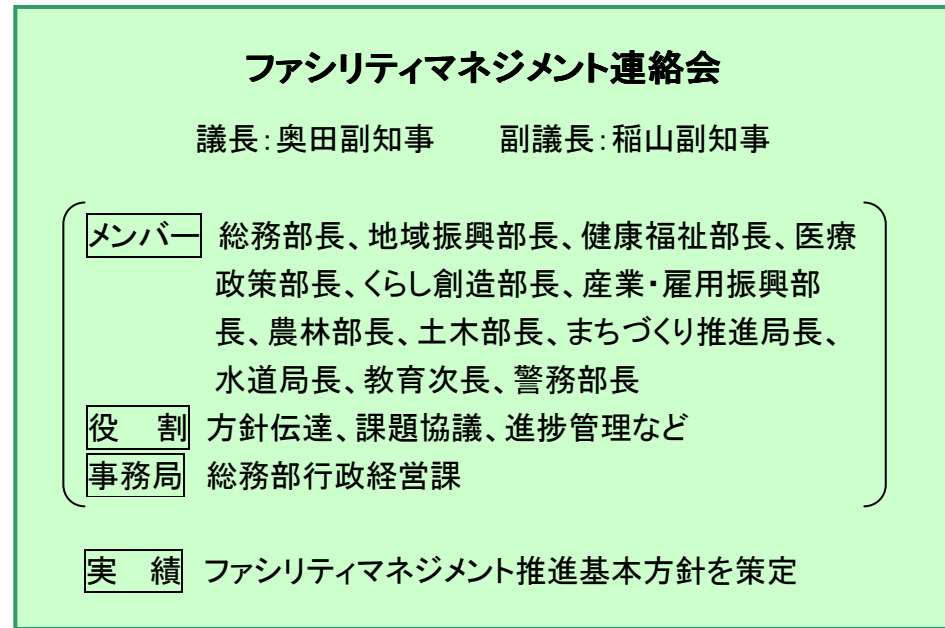 ファシリティマネジメント連絡会
議長：奥田副知事　　副議長：稲山副知事
メンバー 総務部長、地域振興部長、健康福祉部長、医療
政策部長、くらし創造部長、産業・雇用振興部
長、農林部長、土木部長、まちづくり推進局長、
水道局長、教育次長、警務部長
役　割 方針伝達、課題協議、進捗管理など
事務局 総務部行政経営課
実　績 ファシリティマネジメント推進基本方針を策定